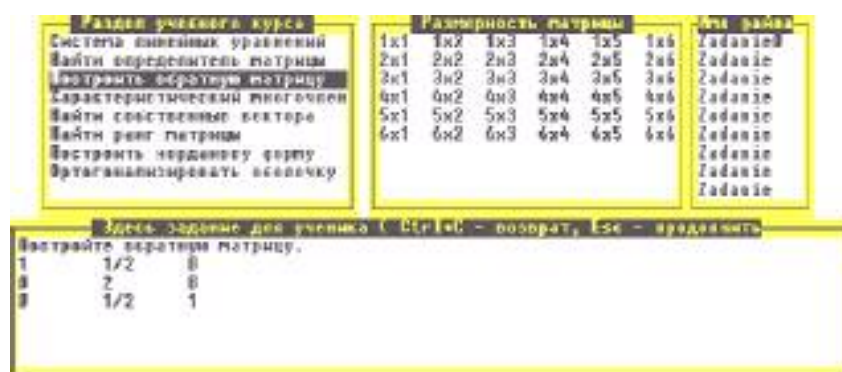 Раздел учебного курса
Система линейных уравнений
Найти определитель матрицы
Построить обратную матрицу
Характеристический многочлен
Найти собственные вектора
Найти ранг матрицы
Построить жорданову форму
Ортогонализировать оболочку
Размерность матрицы
1x1 1x2 1x3 1x4 1x5 1x6
2x1 2x2 2x3 2x4 2x5 2x6
3x1 3x2 3x3 3x4 3x5 3x6
4x1 4x2 4x3 4x4 4x5 4x6
5x1 5x2 5x3 5x4 5x5 5x6
6x1 6x2 6x3 6x4 6x5 6x6
Имя файла
Zadanie0
Zadanie
Zadanie
Zadanie
Zadanie
Zadanie
Zadanie
Zadanie
Zadanie
Здесь задание для ученика ( Ctrl+C - возврат, Esc - продолжить
Постройте обратную матрицу.
1 1/2 0
0 2 0
0 1/2 1